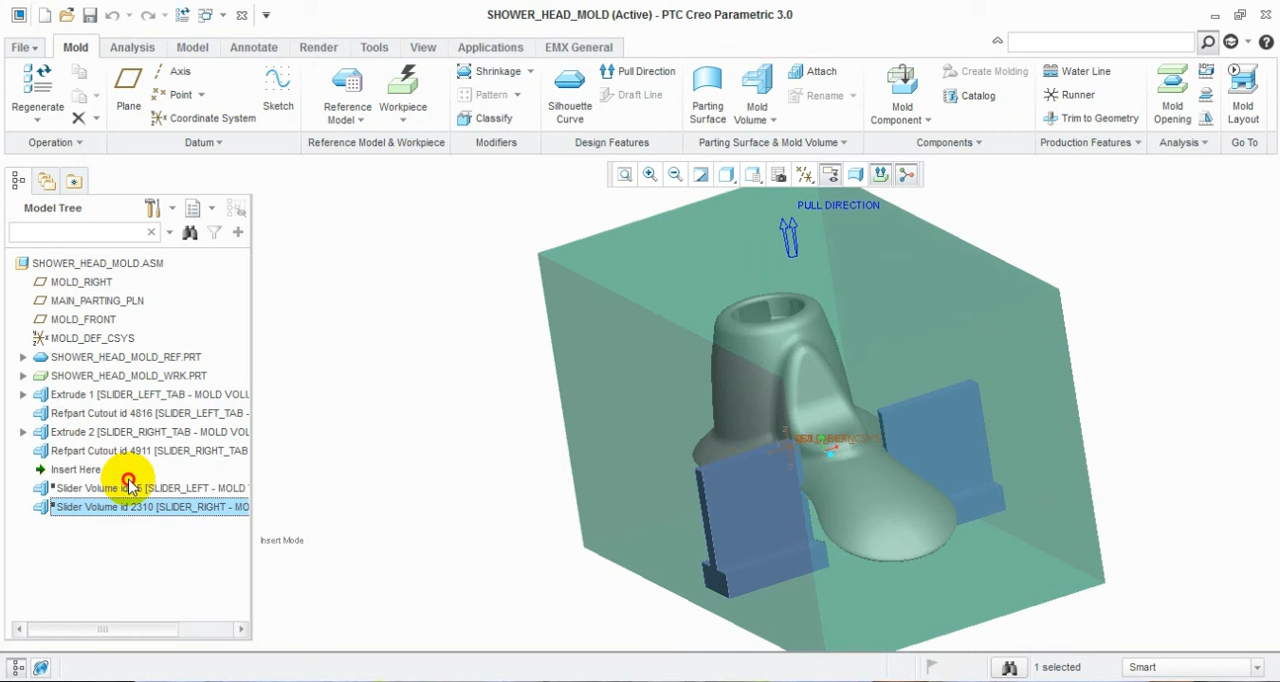 SHOWER_HEAD_MOLD (Active) - PTC Creo Parametric 3.0
File
Mold
Analysis
Model
Annotate
Render
Tools
View
Applications
EMX General
Regenerate
Operation
Plane
Axis
Point
Coordinate System
Sketch
Datum
Reference Model
Workpiece
Reference Model & Workpiece
Shrinkage
Pattern
Classify
Modifiers
Silhouette Curve
Pull Direction
Draft Line
Design Features
Parting Surface
Mold Volume
Attach
Rename
Parting Surface & Mold Volume
Mold Component
Create Molding
Catalog
Components
Water Line
Runner
Trim to Geometry
Production Features
Mold Opening
Analysis
Mold Layout
Go To
Model Tree
SHOWER_HEAD_MOLD.ASM
MOLD_RIGHT
MAIN_PARTING_PLN
MOLD_FRONT
MOLD_DEF_CSYS
SHOWER_HEAD_MOLD_REF.PRT
SHOWER_HEAD_MOLD_WRK.PRT
Extrude 1 [SLIDER_LEFT_TAB - MOLD VOLU
Refpart Cutout id 4816 [SLIDER_LEFT_TAB -
Extrude 2 [SLIDER_RIGHT_TAB - MOLD VOL
Refpart Cutout id 4911 [SLIDER_RIGHT_TAB
Insert Here
Slider Volume [SLIDER_LEFT - MOLD
Slider Volume id 2310 [SLIDER_RIGHT - MO
PULL DIRECTION
Insert Mode
1 selected
Smart